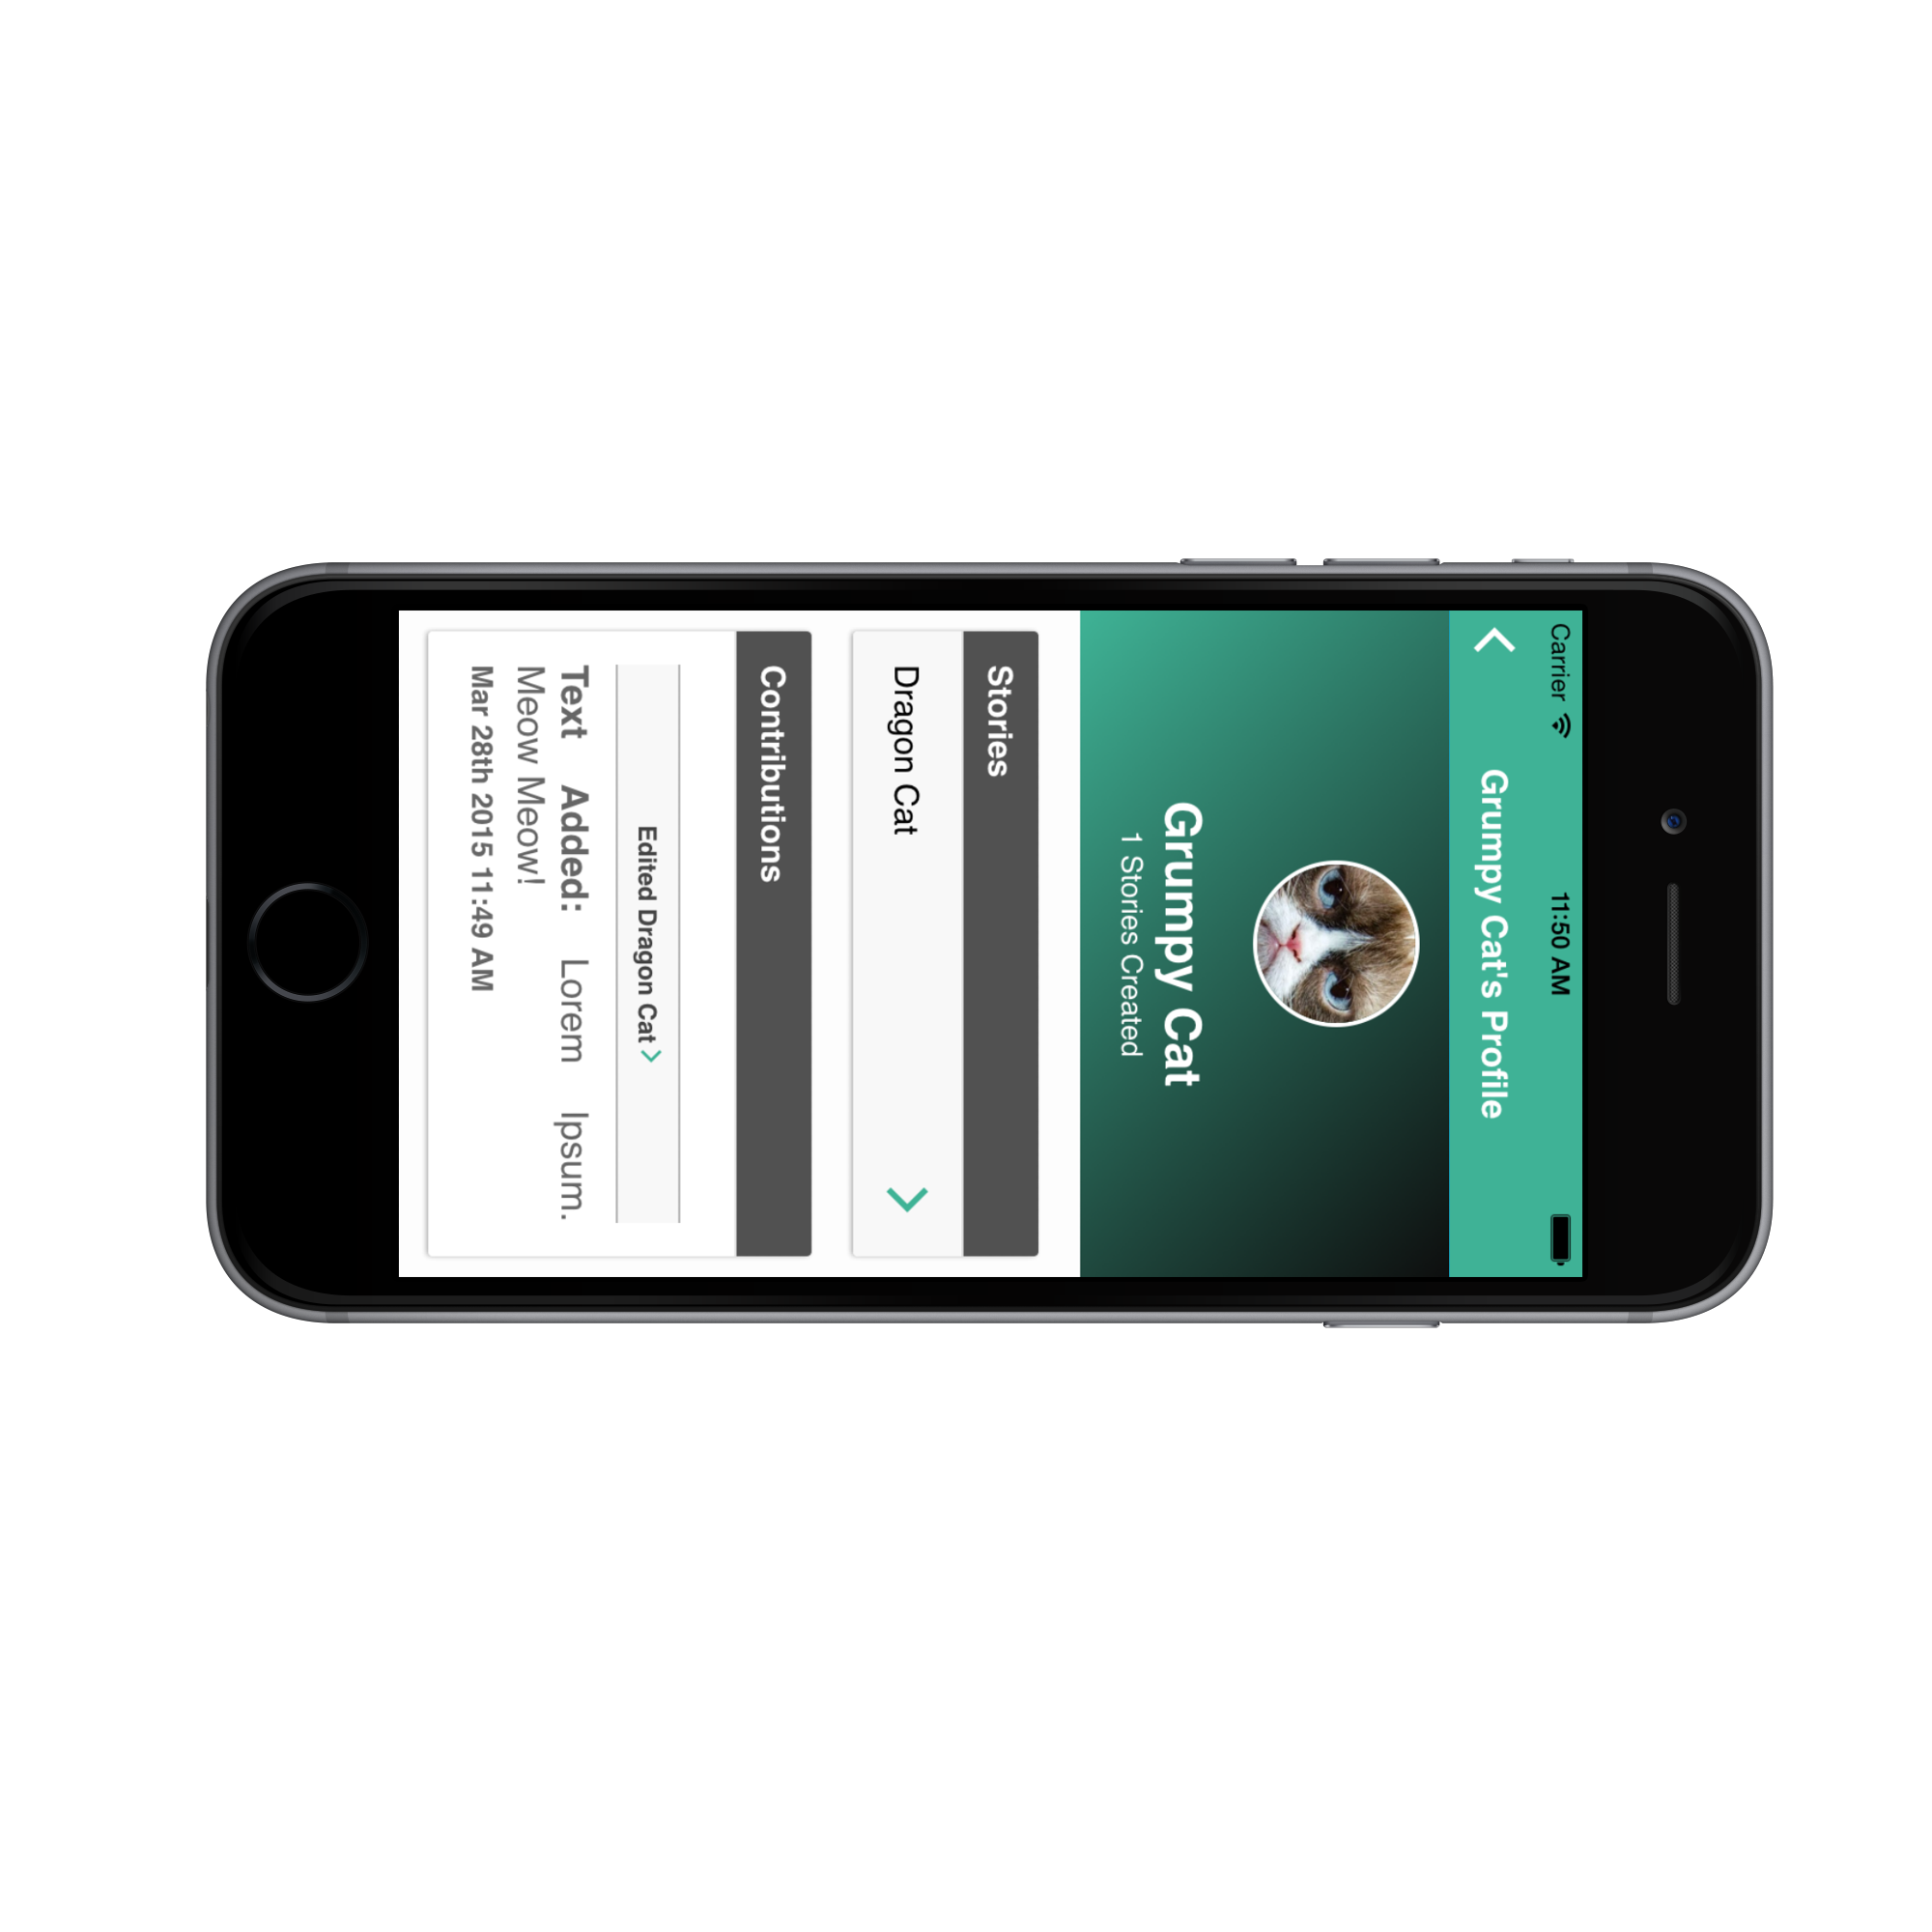 Carrier 11:50 AM
Grumpy Cat's Profile
Grumpy Cat
1 Stories Created
Stories
Dragon Cat
Contributions
Edited Dragon Cat
Text Added: Lorem Ipsum.
Meow Meow!
Mar 28th 2015 11:49 AM